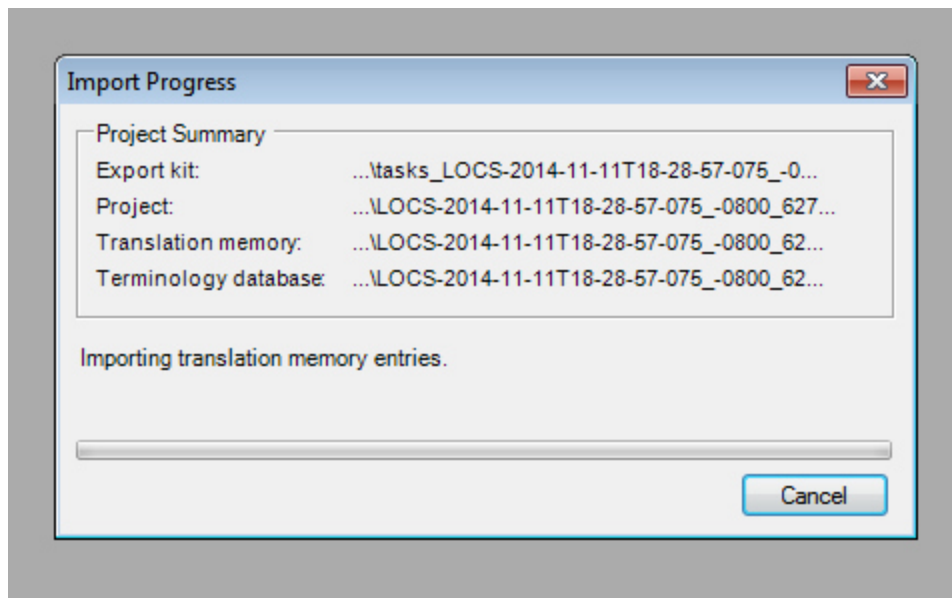 Import Progress
Project Summary
Export kit: ...\tasks_LOCS-2014-11-11T18-28-57-075_-0...
Project: ...\LOCS-2014-11-11T18-28-57-075_-0800_627...
Translation memory: ...\LOCS-2014-11-11T18-28-57-075_-0800_62...
Terminology database: ...\LOCS-2014-11-11T18-28-57-075_-0800_62...
Importing translation memory entries.
Cancel